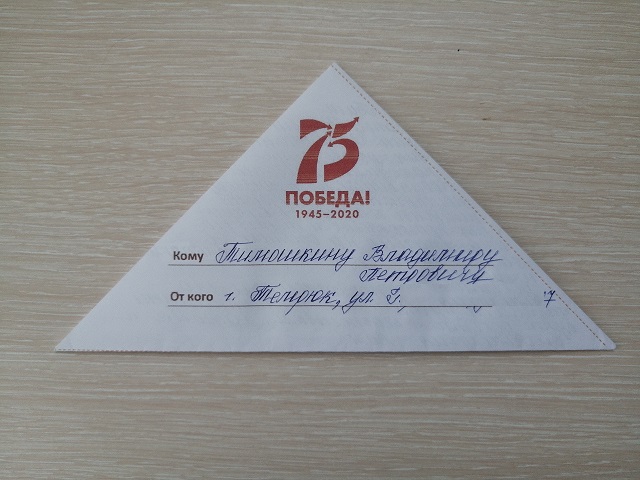 75
ПОБЕДА!
1945–2020
Кому Тимошкину Владимиру
Петровичу
От кого г. Темрюк, ул. З. 7